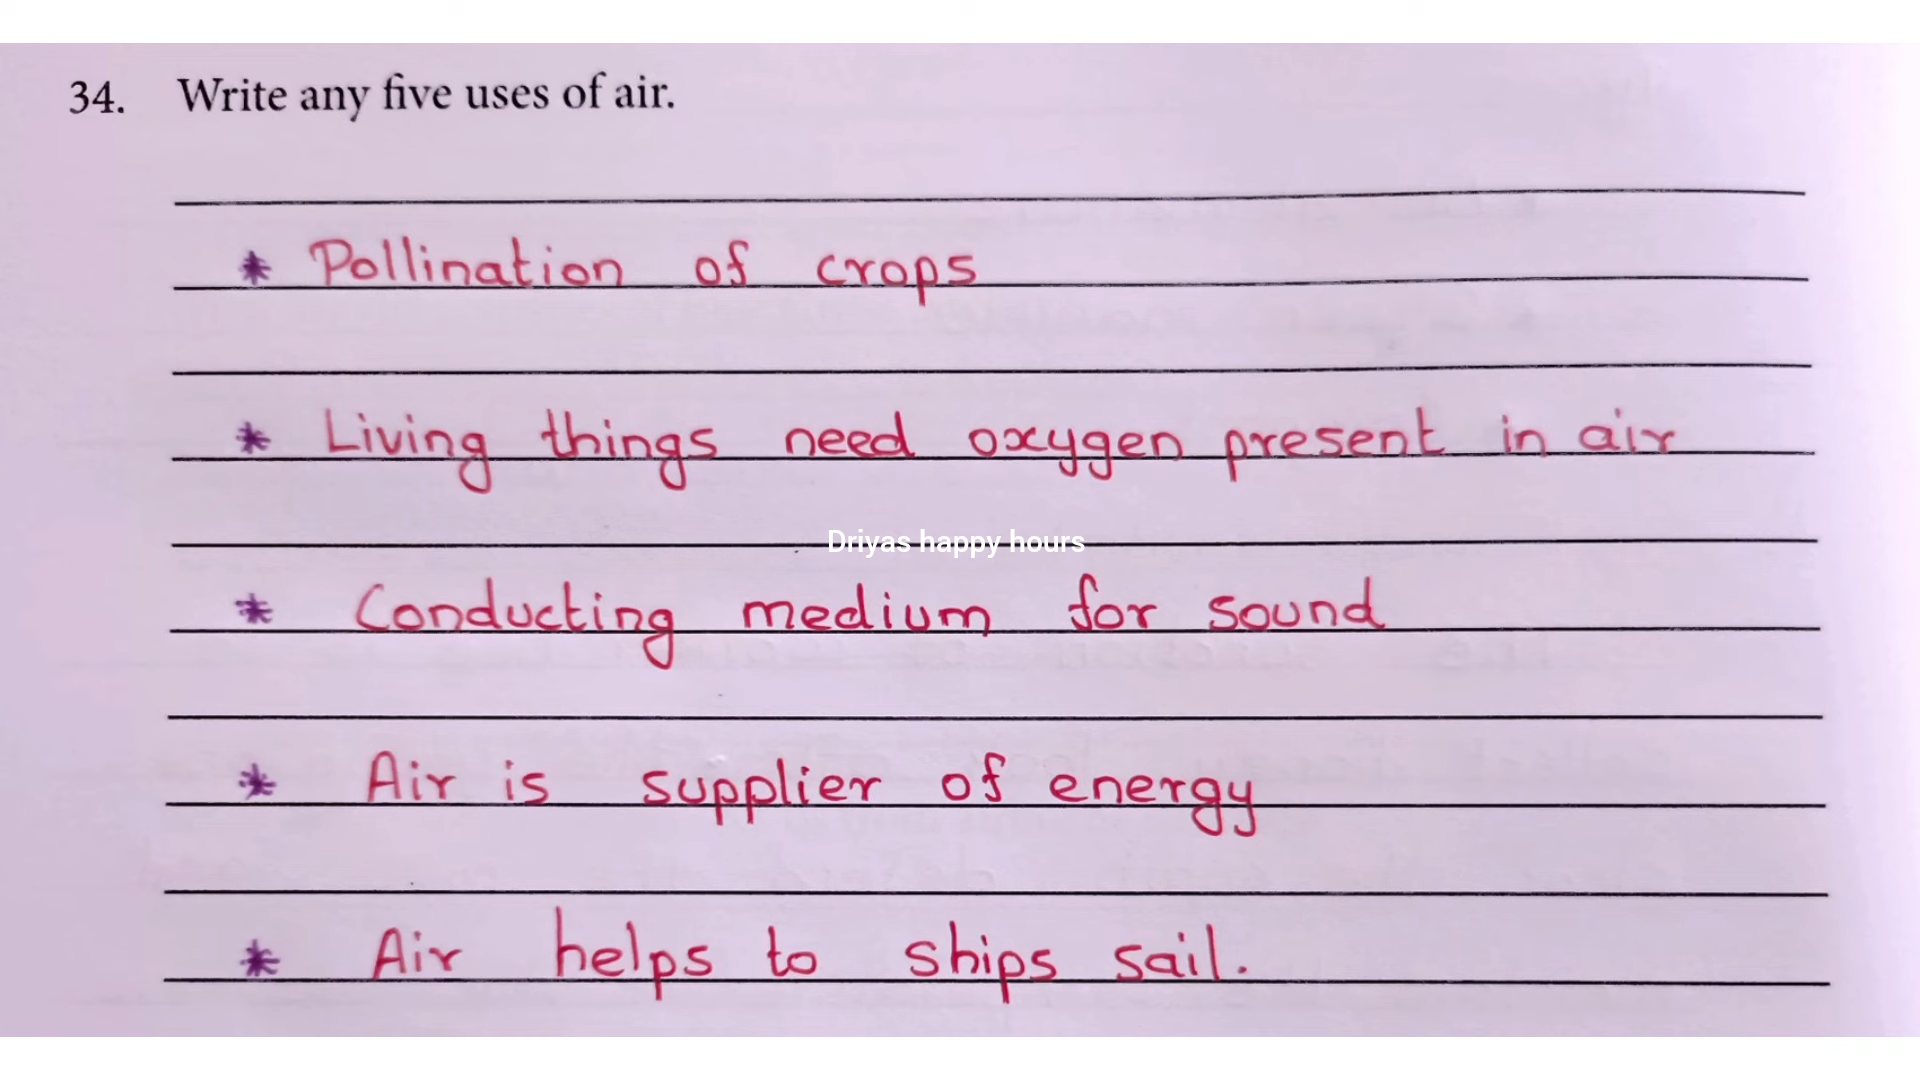 34. Write any five uses of air.
* Pollination of crops
* Living things need oxygen present in air
Driyas happy hours
* Conducting medium for sound
* Air is supplier of energy
* Air helps to ships sail.